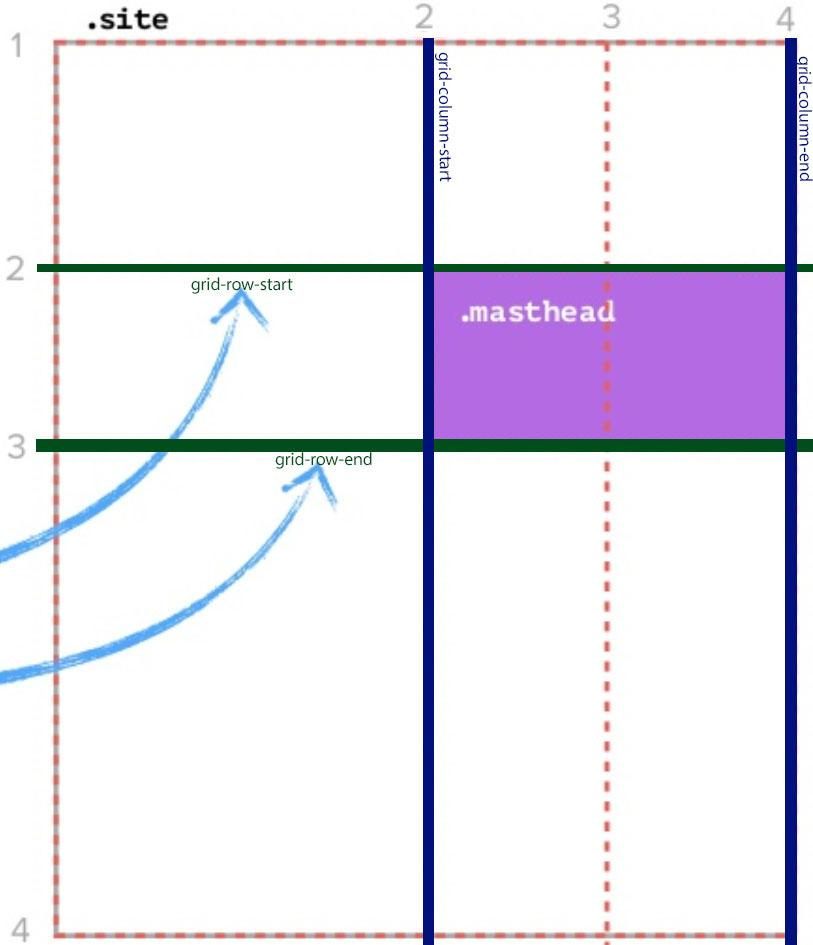 .site
2
3
4
1
grid-column-start
grid-column-end
2
grid-row-start
.masthead
3
grid-row-end
4